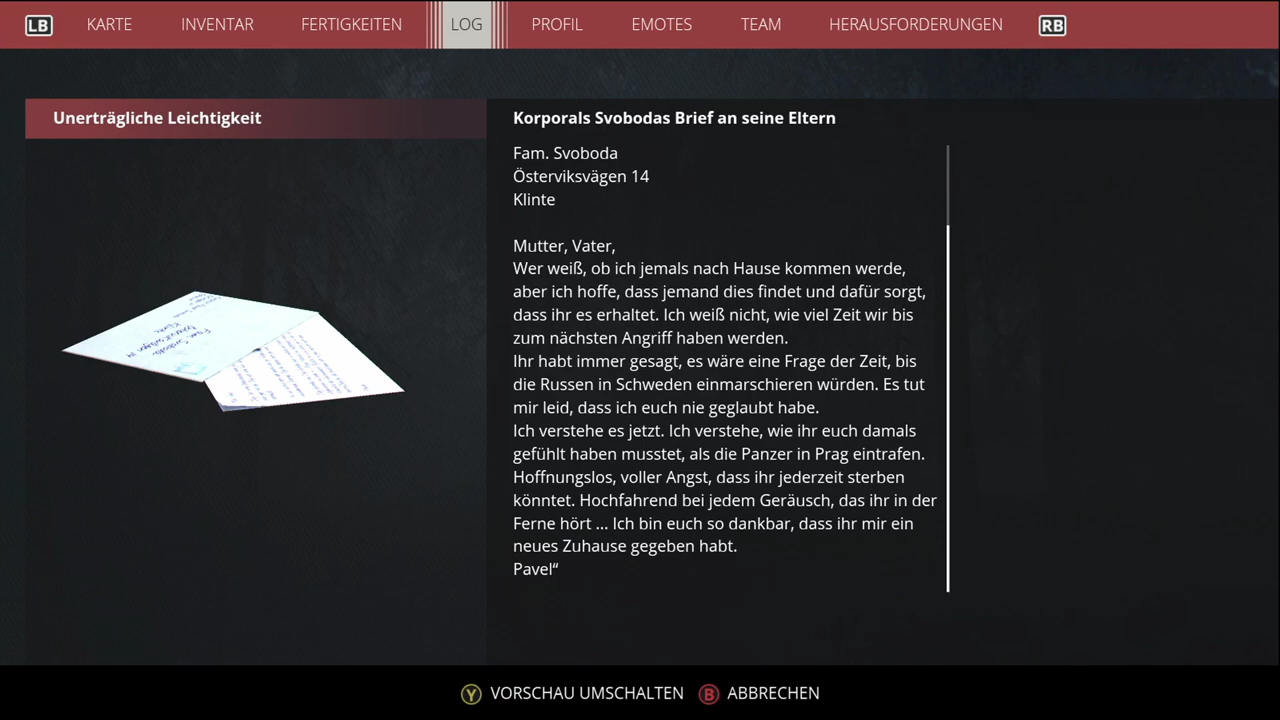 LB KARTE INVENTAR FERTIGKEITEN LOG PROFIL EMOTES TEAM HERAUSFORDERUNGEN RB
Unerträgliche Leichtigkeit
Korporals Svobodas Brief an seine Eltern
Fam. Svoboda
Österviksvägen 14
Klinte
Mutter, Vater,
Wer weiß, ob ich jemals nach Hause kommen werde,
aber ich hoffe, dass jemand dies findet und dafür sorgt,
dass ihr es erhaltet. Ich weiß nicht, wie viel Zeit wir bis
zum nächsten Angriff haben werden.
Ihr habt immer gesagt, es wäre eine Frage der Zeit, bis
die Russen in Schweden einmarschieren würden. Es tut
mir leid, dass ich euch nie geglaubt habe.
Ich verstehe es jetzt. Ich verstehe, wie ihr euch damals
gefühlt haben musstet, als die Panzer in Prag eintrafen.
Hoffnungslos, voller Angst, dass ihr jederzeit sterben
könntet. Hochfahrend bei jedem Geräusch, das ihr in der
Ferne hört ... Ich bin euch so dankbar, dass ihr mir ein
neues Zuhause gegeben habt.
Pavel“
Fam. Svoboda
Österviksvägen 14
Klinte
Y VORSCHAU UMSCHALTEN B ABBRECHEN